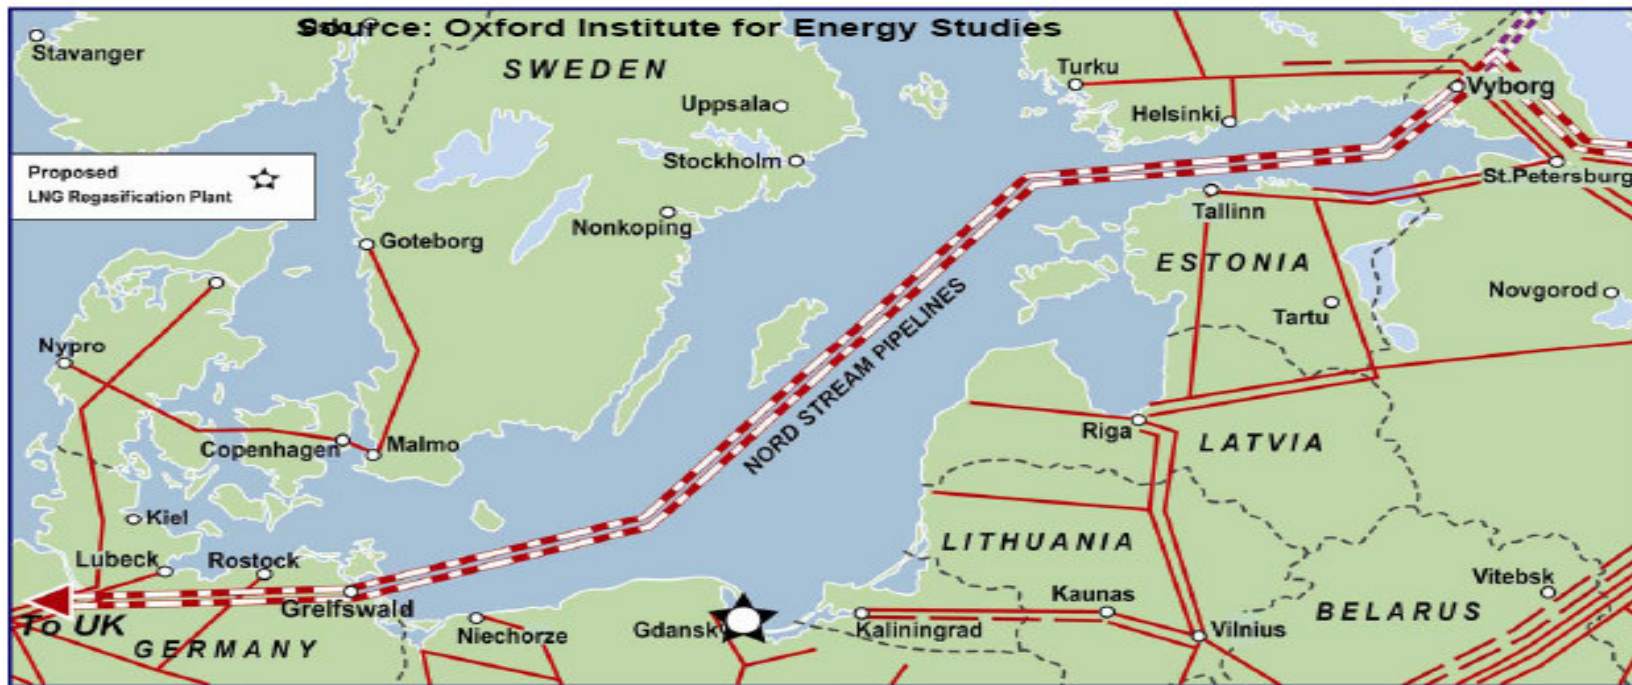 Source: Oxford Institute for Energy Studies
Stavanger
SWEDEN
Turku
Vyborg
Uppsala
Helsinki
Stockholm
Proposed
LNG Regasification Plant
St.Petersburg
Nonkoping
Tallinn
Goteborg
ESTONIA
Novgorod
Tartu
Nypro
NORD STREAM PIPELINES
Riga
LATVIA
Copenhagen
Malmo
Kiel
LITHUANIA
Lubeck
Rostock
Vitebsk
Kaunas
Grelfswald
BELARUS
To UK
Niechorze
Gdansk
Kaliningrad
Vilnius
GERMANY